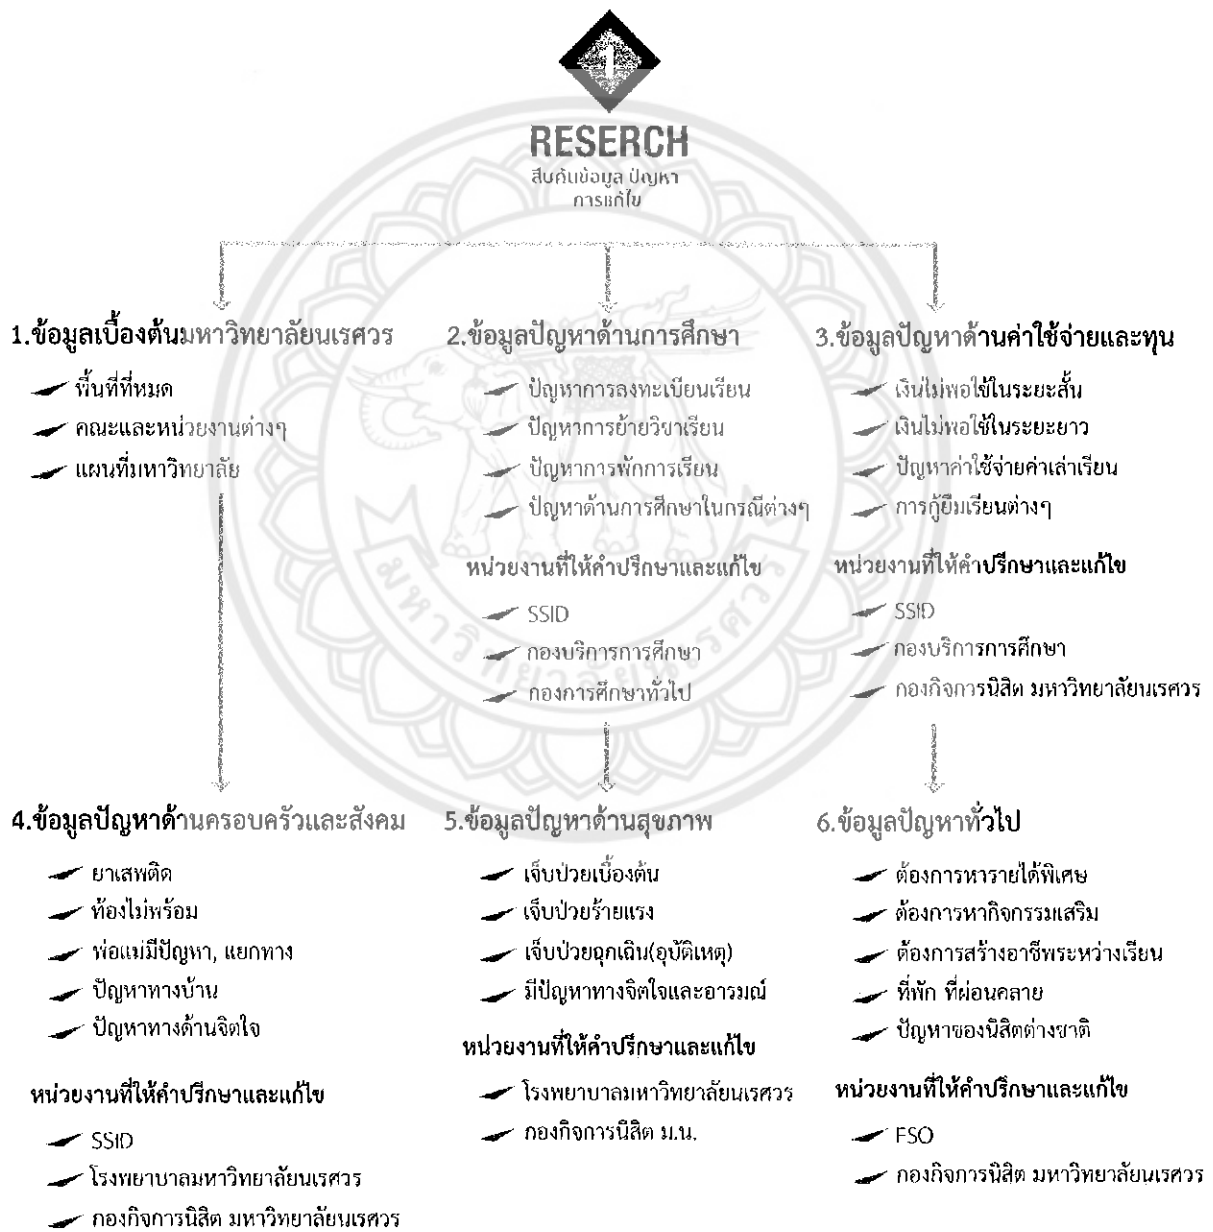 1
RESERCH
สืบค้นข้อมูล ปัญหา
การแก้ไข
1.ข้อมูลเบื้องต้นมหาวิทยาลัยนเรศวร
พื้นที่ทีหมด
คณะและหน่วยงานต่างๆ
แผนที่มหาวิทยาลัย
2.ข้อมูลปัญหาด้านการศึกษา
ปัญหาการลงทะเบียนเรียน
ปัญหาการย้ายวิชาเรียน
ปัญหาการพักการเรียน
ปัญหาด้านการศึกษาในกรณีต่างๆ
หน่วยงานที่ให้คำปรึกษาและแก้ไข
SSID
กองบริการการศึกษา
กองการศึกษาทั่วไป
3.ข้อมูลปัญหาด้านค่าใช้จ่ายและทุน
เงินไม่พอใช้ในระยะสั้น
เงินไม่พอใช้ในระยะยาว
ปัญหาค่าใช้จ่ายค่าเล่าเรียน
การกู้ยืมเรียนต่างๆ
หน่วยงานที่ให้คำปรึกษาและแก้ไข
SSID
กองบริการการศึกษา
กองกิจการนิสิต มหาวิทยาลัยนเรศวร
มหาวิทยาลัยนเรศวร
4.ข้อมูลปัญหาด้านครอบครัวและสังคม
ยาเสพติด
ท้องไม่พร้อม
พ่อแม่มีปัญหา, แยกทาง
ปัญหาทางบ้าน
ปัญหาทางด้านจิตใจ
หน่วยงานที่ให้คำปรึกษาและแก้ไข
SSID
โรงพยาบาลมหาวิทยาลัยนเรศวร
กองกิจการนิสิต มหาวิทยาลัยนเรศวร
5.ข้อมูลปัญหาด้านสุขภาพ
เจ็บป่วยเบื้องต้น
เจ็บป่วยร้ายแรง
เจ็บป่วยฉุกเฉิน(อุบัติเหตุ)
มีปัญหาทางจิตใจและอารมณ์
หน่วยงานที่ให้คำปรึกษาและแก้ไข
โรงพยาบาลมหาวิทยาลัยนเรศวร
กองกิจการนิสิต ม.น.
6.ข้อมูลปัญหาทั่วไป
ต้องการหารายได้พิเศษ
ต้องการหากิจกรรมเสริม
ต้องการสร้างอาชีพระหว่างเรียน
ที่พัก ที่ผ่อนคลาย
ปัญหาของนิสิตต่างชาติ
หน่วยงานที่ให้คำปรึกษาและแก้ไข
FSO
กองกิจการนิสิต มหาวิทยาลัยนเรศวร